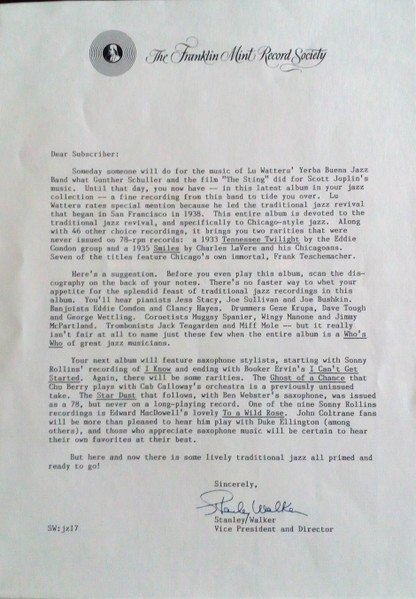 The Franklin Mint Record Society
Dear Subscriber:
Someday someone will do for the music of Lu Watters' Yerba Buena Jazz
Band what Gunther Schuller and the film "The Sting" did for Scott Joplin's
music. Until that day, you now have -- in this latest album in your jazz
collection -- a fine recording from this band to tide you over. Lu
Watters rates special mention because he led the traditional jazz revival
that began in San Francisco in 1938. This entire album is devoted to the
traditional jazz revival, and specifically to Chicago-style jazz. Along
with 46 other choice recordings, it brings you two rarities that were
never issued on 78-rpm records: a 1933 Tennessee Twilight by the Eddie
Condon group and a 1935 Smiles by Charles LaVere and his Chicagoans.
Seven of the titles feature Chicago's own immortal, Frank Teschemacher.
Here's a suggestion. Before you even play this album, scan the dis-
cography on the back of your notes. There's no faster way to whet your
appetite for the splendid feast of traditional jazz recordings in this
album. You'll hear pianists Jess Stacy, Joe Sullivan and Joe Bushkin.
Banjoists Eddie Condon and Clancy Hayes. Drummers Gene Krupa, Dave Tough
and George Wettling. Cornetists Muggsy Spanier, Wingy Manone and Jimmy
McPartland. Trombonists Jack Teagarden and Miff Mole -- but it really
isn't fair at all to name just these few when the entire album is a Who's
Who of great jazz musicians.
Your next album will feature saxophone stylists, starting with Sonny
Rollins' recording of I Know and ending with Booker Ervin's I Can't Get
Started. Again, there will be some rarities. The Ghost of a Chance that
Chu Berry plays with Cab Calloway's orchestra is a previously unissued
take. The Star Dust that follows, with Ben Webster's saxophone, was issued
as a 78, but never on a long-playing record. One of the nine Sonny Rollins
recordings is Edward MacDowell's lovely To a Wild Rose. John Coltrane fans
will be more than pleased to hear him play with Duke Ellington (among
others), and those who appreciate saxophone music will be certain to hear
their own favorites at their best.
But here and now there is some lively traditional jazz all primed and
ready to go!
Sincerely,
Stanley Walker
Stanley Walker
Vice President and Director
SW:jz17